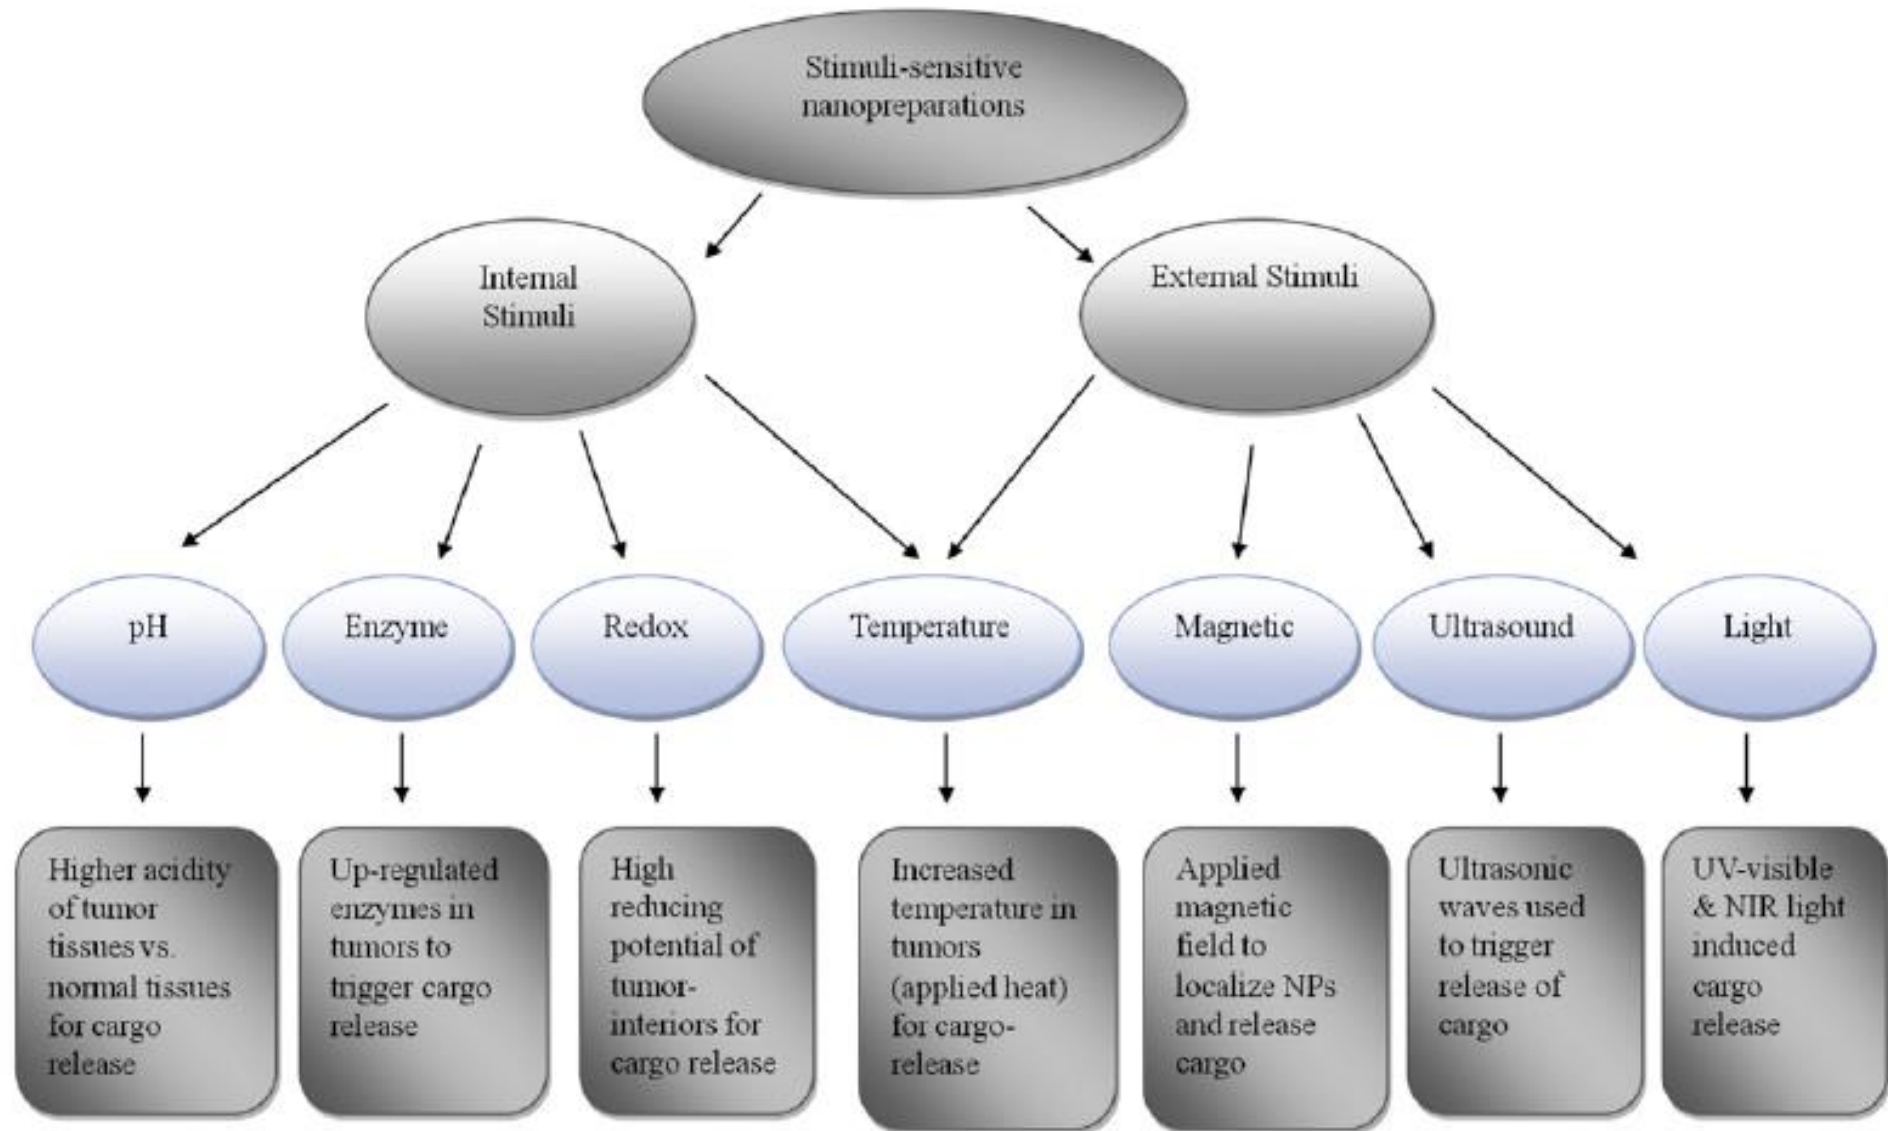 Stimuli-sensitive
nanopreparations
Internal
Stimuli
External Stimuli
pH
Enzyme
Redox
Temperature
Magnetic
Ultrasound
Light
Higher acidity
of tumor
tissues vs.
normal tissues
for cargo
release
Up-regulated
enzymes in
tumors to
trigger cargo
release
High
reducing
potential of
tumor-
interiors for
cargo release
Increased
temperature in
tumors
(applied heat)
for cargo-
release
Applied
magnetic
field to
localize NPs
and release
cargo
Ultrasonic
waves used
to trigger
release of
cargo
UV-visible
& NIR light
induced
cargo
release